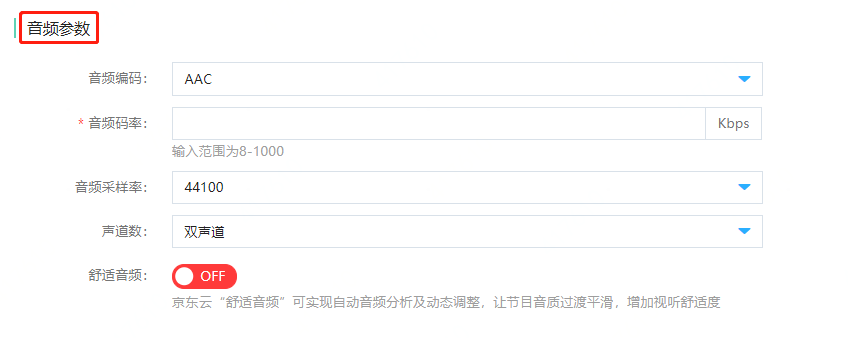 音频参数
音频编码： AAC
* 音频码率： Kbps
输入范围为8-1000
音频采样率： 44100
声道数： 双声道
舒适音频： OFF
京东云“舒适音频”可实现自动音频分析及动态调整，让节目音质过渡平滑，增加视听舒适度